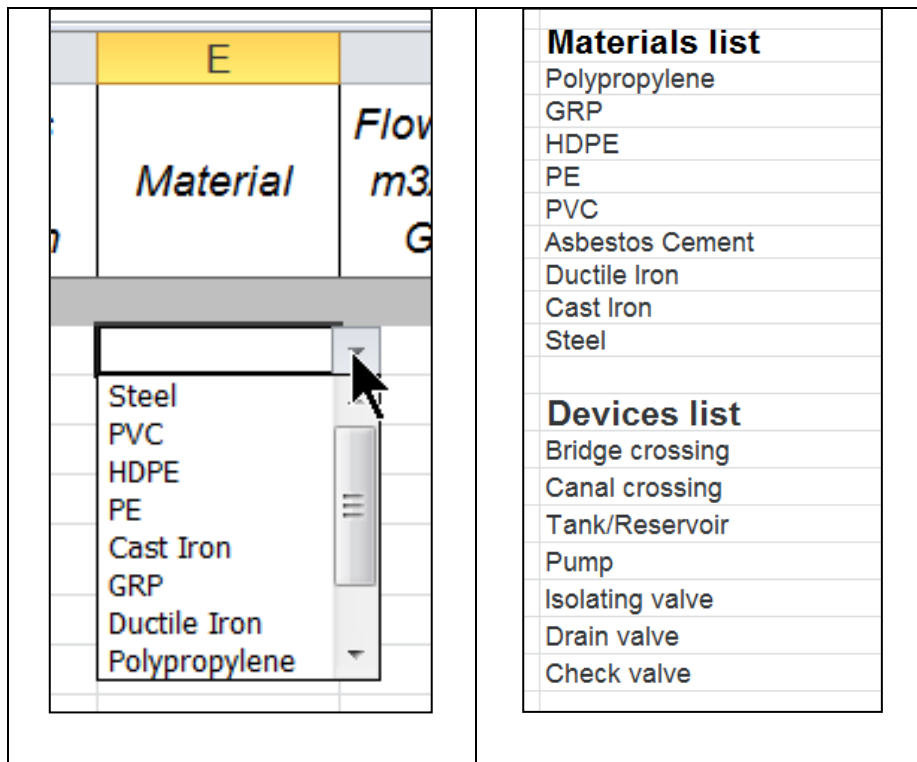 E
Material
m3
G
Steel
PVC
HDPE
PE
Cast Iron
GRP
Ductile Iron
Polypropylene
Materials list
Polypropylene
GRP
HDPE
PE
PVC
Asbestos Cement
Ductile Iron
Cast Iron
Steel
Devices list
Bridge crossing
Canal crossing
Tank/Reservoir
Pump
Isolating valve
Drain valve
Check valve